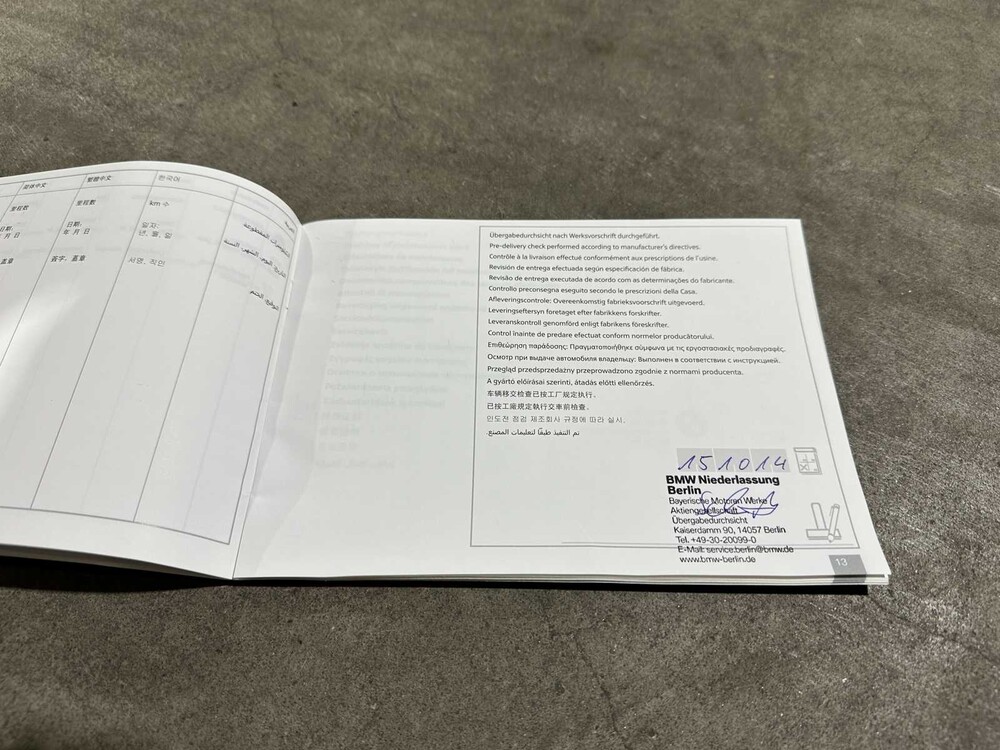 简体中文
里程数
日期:
年 月 日
盖章
繁體中文
里程數
日期:
年 月 日
簽字、蓋章
한국어
km 수
일자:
년, 월, 일
서명, 직인
التاريخ: اليوم، الشهر، السنة
التوقيع، الختم
Übergabedurchsicht nach Werksvorschrift durchgeführt.
Pre-delivery check performed according to manufacturer's directives.
Contrôle à la livraison effectué conformément aux prescriptions de l'usine.
Revisión de entrega efectuada según especificación de fábrica.
Revisão de entrega executada de acordo com as determinações do fabricante.
Controllo preconsegna eseguito secondo le prescrizioni della Casa.
Afleveringscontrole: Overeenkomstig fabrieksvoorschrift uitgevoerd.
Leveringseftersyn foretaget efter fabrikkens forskrifter.
Leveranskontroll genomförd enligt fabrikens föreskrifter.
Control înainte de predare efectuat conform normelor producătorului.
Επιθεώρηση παράδοσης: Πραγματοποιήθηκε σύμφωνα με τις εργοστασιακές προδιαγραφές.
Осмотр при выдаче автомобиля владельцу: Выполнен в соответствии с инструкцией.
Przegląd przedsprzedażny przeprowadzono zgodnie z normami producenta.
A gyártó előírásai szerinti, átadás előtti ellenőrzés.
车辆移交检查已按工厂规定执行.
已按工廠規定執行交車前檢查.
인도전 점검 제조회사 규정에 따라 실시.
تم التنفيذ طبقًا لتعليمات المصنع.
15 10 14
BMW Niederlassung
Berlin
Bayerische Motoren Werke
Aktiengesellschaft
Übergabedurchsicht
Kaiserdamm 90, 14057 Berlin
Tel. +49-30-20099-0
E-Mail: service.berlin@bmw.de
www.bmw-berlin.de
13